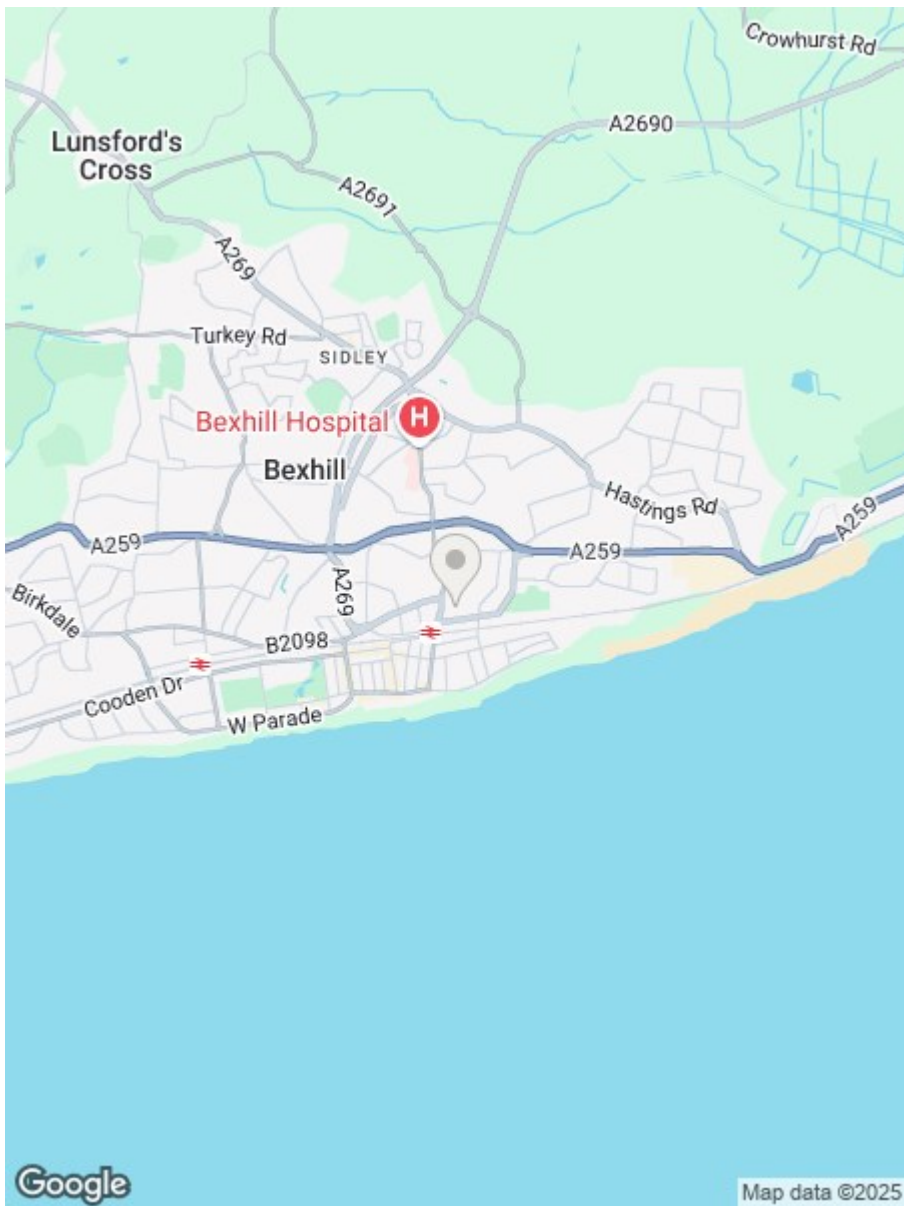 Crowhurst Rd
A2690
Lunsford's
Cross
A2691
A269
Turkey Rd
SIDLEY
Bexhill Hospital
H
Bexhill
Hastings Rd
A259
A259
A259
A269
Birkdale
B2098
Cooden Dr
W Parade
Google
Map data ©2025